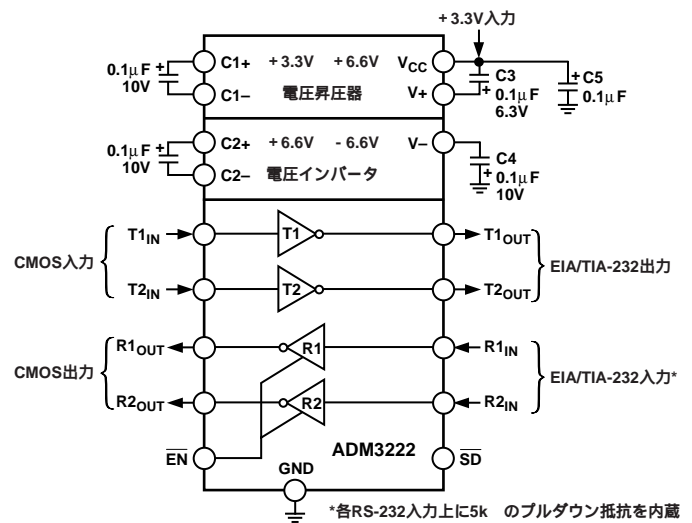 +3.3V入力
0.1μF
10V
+
C1+
C1–
+3.3V +6.6V
電圧昇圧器
VCC
V+
C3
+
0.1μF
6.3V
+
C5
0.1μF
0.1μF
10V
+
C2+
C2–
+6.6V -6.6V
電圧インバータ
V–
C4
+
0.1μF
10V
CMOS入力
T1IN
T1
T1OUT
T2IN
T2
T2OUT
EIA/TIA-232出力
CMOS出力
R1OUT
R1
R1IN
R2OUT
R2
R2IN
EIA/TIA-232入力*
EN
ADM3222
SD
GND
*各RS-232入力上に5k のプルダウン抵抗を内蔵